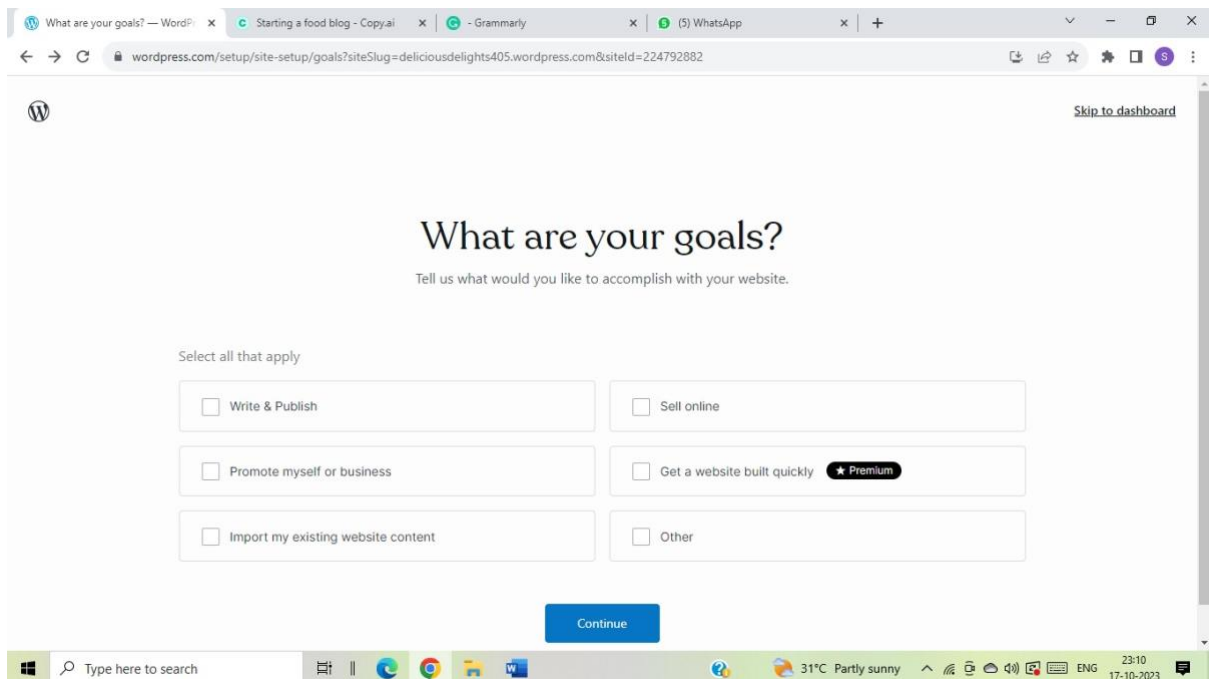 What are your goals? — WordPr
Starting a food blog - Copy.ai
- Grammarly
(5) WhatsApp
wordpress.com/setup/site-setup/goals?siteSlug=deliciousdelights405.wordpress.com&siteId=224792882
S
Skip to dashboard
What are your goals?
Tell us what would you like to accomplish with your website.
Select all that apply
Write & Publish
Sell online
Promote myself or business
Get a website built quickly ★ Premium
Import my existing website content
Other
Continue
Type here to search
31°C Partly sunny
ENG
23:10
17-10-2023